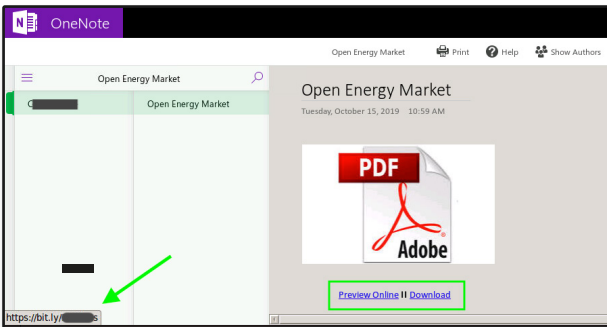 N OneNote
Open Energy Market Print ? Help Show Authors
Open Energy Market
Open Energy Market
Open Energy Market
Tuesday, October 15, 2019 10:59 AM
PDF
Adobe
Preview Online II Download
https://bit.ly/